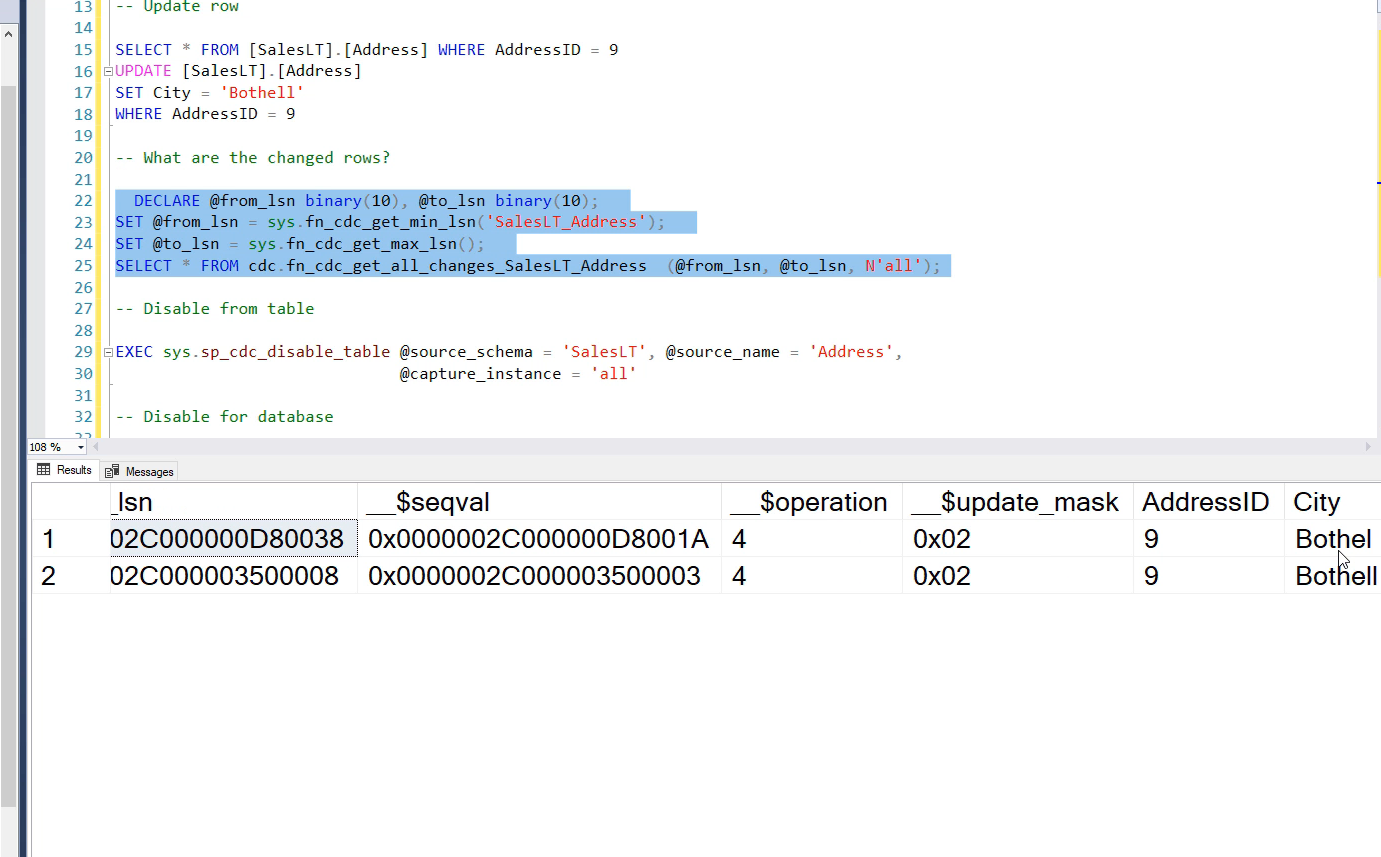 13 -- Update row
14
15 SELECT * FROM [SalesLT].[Address] WHERE AddressID = 9
16 UPDATE [SalesLT].[Address]
17 SET City = 'Bothell'
18 WHERE AddressID = 9
19
20 -- What are the changed rows?
21
22 DECLARE @from_lsn binary(10), @to_lsn binary(10);
23 SET @from_lsn = sys.fn_cdc_get_min_lsn('SalesLT_Address');
24 SET @to_lsn = sys.fn_cdc_get_max_lsn();
25 SELECT * FROM cdc.fn_cdc_get_all_changes_SalesLT_Address (@from_lsn, @to_lsn, N'all');
26
27 -- Disable from table
28
29 EXEC sys.sp_cdc_disable_table @source_schema = 'SalesLT', @source_name = 'Address',
30 @capture_instance = 'all'
31
32 -- Disable for database
108 %
Results Messages
_lsn __$seqval __$operation __$update_mask AddressID City
1 02C000000D80038 0x0000002C000000D8001A 4 0x02 9 Bothel
2 02C000003500008 0x0000002C000003500003 4 0x02 9 Bothell